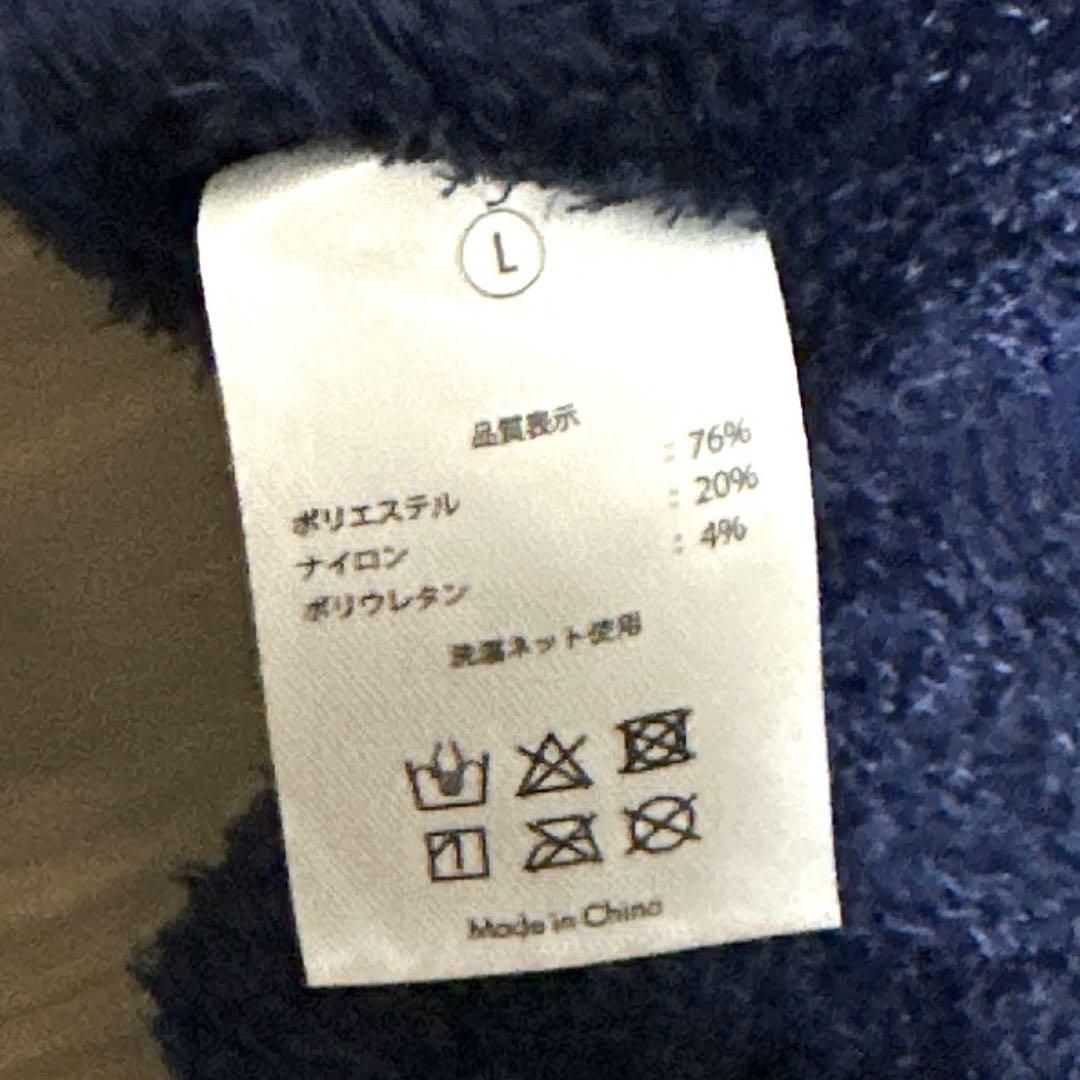 L
品質表示
ポリエステル : 76%
ナイロン : 20%
ポリウレタン : 4%
洗濯ネット使用
Made in China